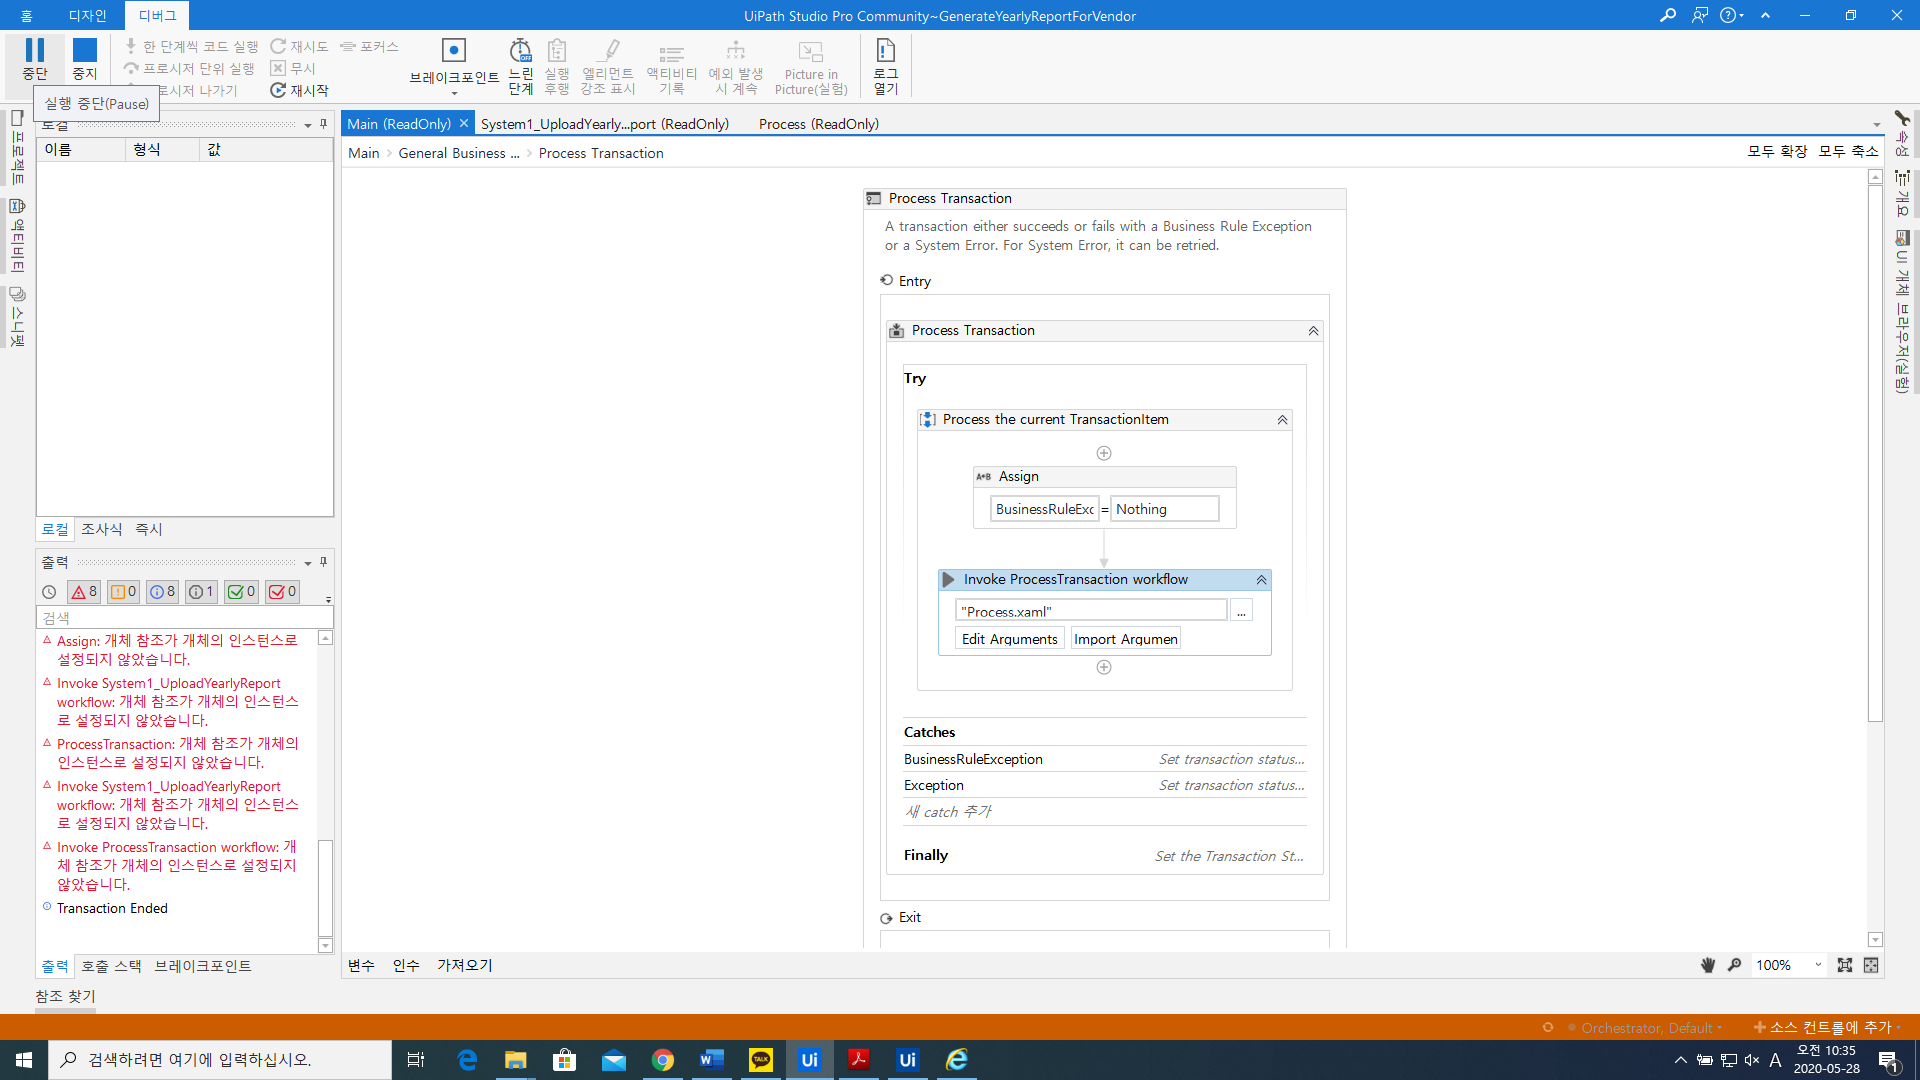 홈 디자인 디버그 UiPath Studio Pro Community~GenerateYearlyReportForVendor
중단 중지 한 단계씩 코드 실행 재시도 포커스
프로시저 단위 실행 무시
로시저 나가기 재시작
브레이크포인트 느린 단계 실행 후행 엘리먼트 강조 표시 액티비티 기록 예외 발생 시 계속 Picture in Picture(실험) 로그 열기
실행 중단(Pause)
로컬
이름 형식 값
프로젝트
액티비티
스니펫
로컬 조사식 즉시
출력
8 0 8 1 0 0
검색
Assign: 개체 참조가 개체의 인스턴스로
설정되지 않았습니다.
Invoke System1_UploadYearlyReport
workflow: 개체 참조가 개체의 인스턴스
로 설정되지 않았습니다.
ProcessTransaction: 개체 참조가 개체의
인스턴스로 설정되지 않았습니다.
Invoke System1_UploadYearlyReport
workflow: 개체 참조가 개체의 인스턴스
로 설정되지 않았습니다.
Invoke ProcessTransaction workflow: 개
체 참조가 개체의 인스턴스로 설정되지
않았습니다.
Transaction Ended
출력 호출 스택 브레이크포인트
참조 찾기
Main (ReadOnly) System1_UploadYearly...port (ReadOnly) Process (ReadOnly)
Main General Business ... Process Transaction 모두 확장 모두 축소
Process Transaction
A transaction either succeeds or fails with a Business Rule Exception
or a System Error. For System Error, it can be retried.
Entry
Process Transaction
Try
Process the current TransactionItem
A+B Assign
BusinessRuleExc = Nothing
Invoke ProcessTransaction workflow
"Process.xaml" ...
Edit Arguments Import Argumen
Catches
BusinessRuleException Set transaction status...
Exception Set transaction status...
새 catch 추가
Finally Set the Transaction St...
Exit
변수 인수 가져오기 100%
속성
개요
UI 개체 브라우저(실험)
Orchestrator, Default 소스 컨트롤에 추가
검색하려면 여기에 입력하십시오.
TALK Ui Ui A 오전 10:35
2020-05-28 1